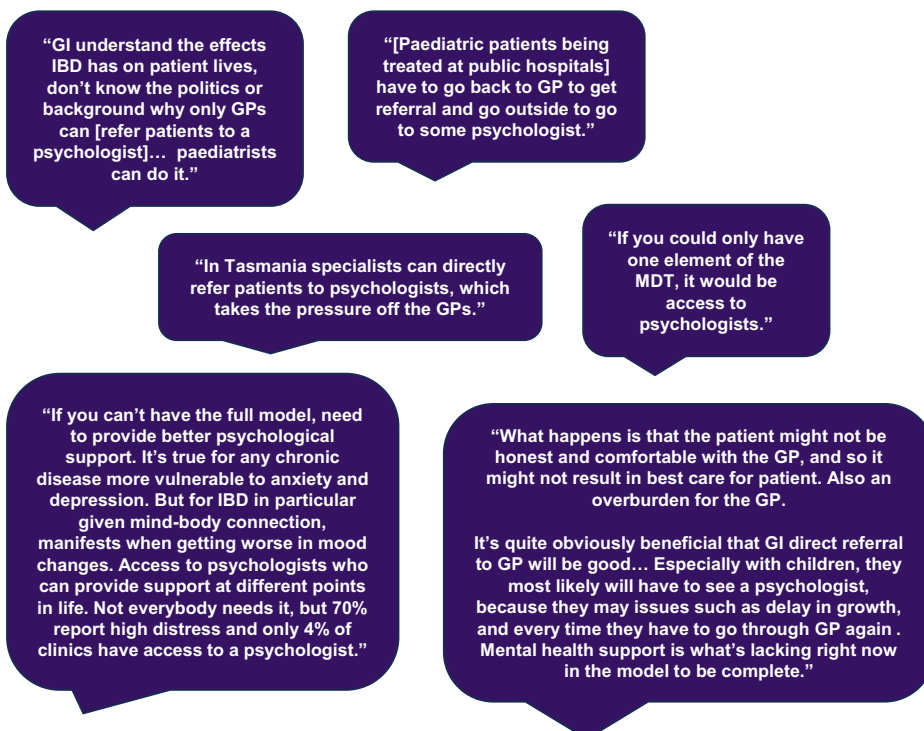 “GI understand the effects
IBD has on patient lives,
don’t know the politics or
background why only GPs
can [refer patients to a
psychologist]… paediatrists
can do it.”
“[Paediatric patients being
treated at public hospitals]
have to go back to GP to get
referral and go outside to go
to some psychologist.”
“In Tasmania specialists can directly
refer patients to psychologists, which
takes the pressure off the GPs.”
“If you could only have
one element of the
MDT, it would be
access to
psychologists.”
“If you can’t have the full model, need
to provide better psychological
support. It’s true for any chronic
disease more vulnerable to anxiety and
depression. But for IBD in particular
given mind-body connection,
manifests when getting worse in mood
changes. Access to psychologists who
can provide support at different points
in life. Not everybody needs it, but 70%
report high distress and only 4% of
clinics have access to a psychologist.”
“What happens is that the patient might not be
honest and comfortable with the GP, and so it
might not result in best care for patient. Also an
overburden for the GP.
It’s quite obviously beneficial that GI direct referral
to GP will be good… Especially with children, they
most likely will have to see a psychologist,
because they may issues such as delay in growth,
and every time they have to go through GP again .
Mental health support is what’s lacking right now
in the model to be complete.”